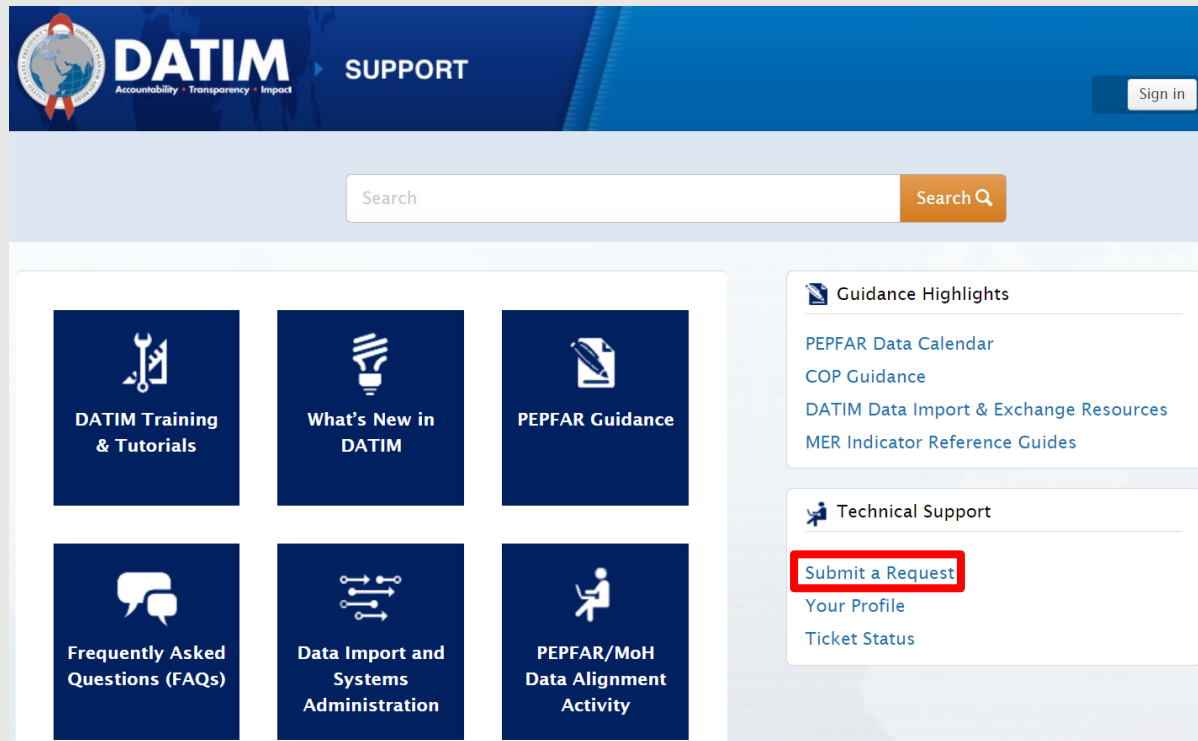 DATIM
Accountability • Transparency • Impact
SUPPORT
Sign in
Search
Search
DATIM Training
& Tutorials
What's New in
DATIM
PEPFAR Guidance
Frequently Asked
Questions (FAQs)
Data Import and
Systems
Administration
PEPFAR/MoH
Data Alignment
Activity
Guidance Highlights
PEPFAR Data Calendar
COP Guidance
DATIM Data Import & Exchange Resources
MER Indicator Reference Guides
Technical Support
Submit a Request
Your Profile
Ticket Status